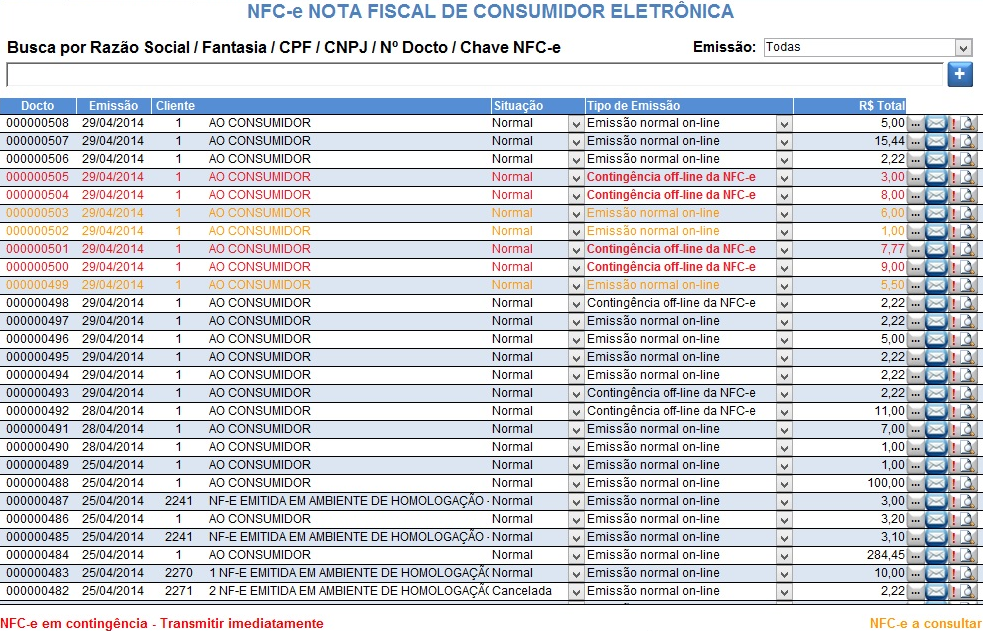 NFC-e NOTA FISCAL DE CONSUMIDOR ELETRÔNICA
Busca por Razão Social / Fantasia / CPF / CNPJ / Nº Docto / Chave NFC-e Emissão: Todas
+
Docto Emissão Cliente Situação Tipo de Emissão R$ Total
000000508 29/04/2014 1 AO CONSUMIDOR Normal Emissão normal on-line 5,00 ... !
000000507 29/04/2014 1 AO CONSUMIDOR Normal Emissão normal on-line 15,44 ... !
000000506 29/04/2014 1 AO CONSUMIDOR Normal Emissão normal on-line 2,22 ... !
000000505 29/04/2014 1 AO CONSUMIDOR Normal Contingência off-line da NFC-e 3,00 ... !
000000504 29/04/2014 1 AO CONSUMIDOR Normal Contingência off-line da NFC-e 8,00 ... !
000000503 29/04/2014 1 AO CONSUMIDOR Normal Emissão normal on-line 6,00 ... !
000000502 29/04/2014 1 AO CONSUMIDOR Normal Emissão normal on-line 1,00 ... !
000000501 29/04/2014 1 AO CONSUMIDOR Normal Contingência off-line da NFC-e 7,77 ... !
000000500 29/04/2014 1 AO CONSUMIDOR Normal Contingência off-line da NFC-e 9,00 ... !
000000499 29/04/2014 1 AO CONSUMIDOR Normal Emissão normal on-line 5,50 ... !
000000498 29/04/2014 1 AO CONSUMIDOR Normal Contingência off-line da NFC-e 2,22 ... !
000000497 29/04/2014 1 AO CONSUMIDOR Normal Emissão normal on-line 2,22 ... !
000000496 29/04/2014 1 AO CONSUMIDOR Normal Emissão normal on-line 5,00 ... !
000000495 29/04/2014 1 AO CONSUMIDOR Normal Emissão normal on-line 2,22 ... !
000000494 29/04/2014 1 AO CONSUMIDOR Normal Emissão normal on-line 2,22 ... !
000000493 29/04/2014 1 AO CONSUMIDOR Normal Contingência off-line da NFC-e 2,22 ... !
000000492 28/04/2014 1 AO CONSUMIDOR Normal Contingência off-line da NFC-e 11,00 ... !
000000491 28/04/2014 1 AO CONSUMIDOR Normal Emissão normal on-line 7,00 ... !
000000490 28/04/2014 1 AO CONSUMIDOR Normal Emissão normal on-line 1,00 ... !
000000489 25/04/2014 1 AO CONSUMIDOR Normal Emissão normal on-line 1,00 ... !
000000488 25/04/2014 1 AO CONSUMIDOR Normal Emissão normal on-line 100,00 ... !
000000487 25/04/2014 2241 NF-E EMITIDA EM AMBIENTE DE HOMOLOGAÇÃO - Normal Emissão normal on-line 3,00 ... !
000000486 25/04/2014 1 AO CONSUMIDOR Normal Emissão normal on-line 3,20 ... !
000000485 25/04/2014 2241 NF-E EMITIDA EM AMBIENTE DE HOMOLOGAÇÃO - Normal Emissão normal on-line 3,10 ... !
000000484 25/04/2014 1 AO CONSUMIDOR Normal Emissão normal on-line 284,45 ... !
000000483 25/04/2014 2270 1 NF-E EMITIDA EM AMBIENTE DE HOMOLOGAÇÃ Normal Emissão normal on-line 10,00 ... !
000000482 25/04/2014 2271 2 NF-E EMITIDA EM AMBIENTE DE HOMOLOGAÇÃ Cancelada Emissão normal on-line 2,22 ... !
NFC-e em contingência - Transmitir imediatamente NFC-e a consultar